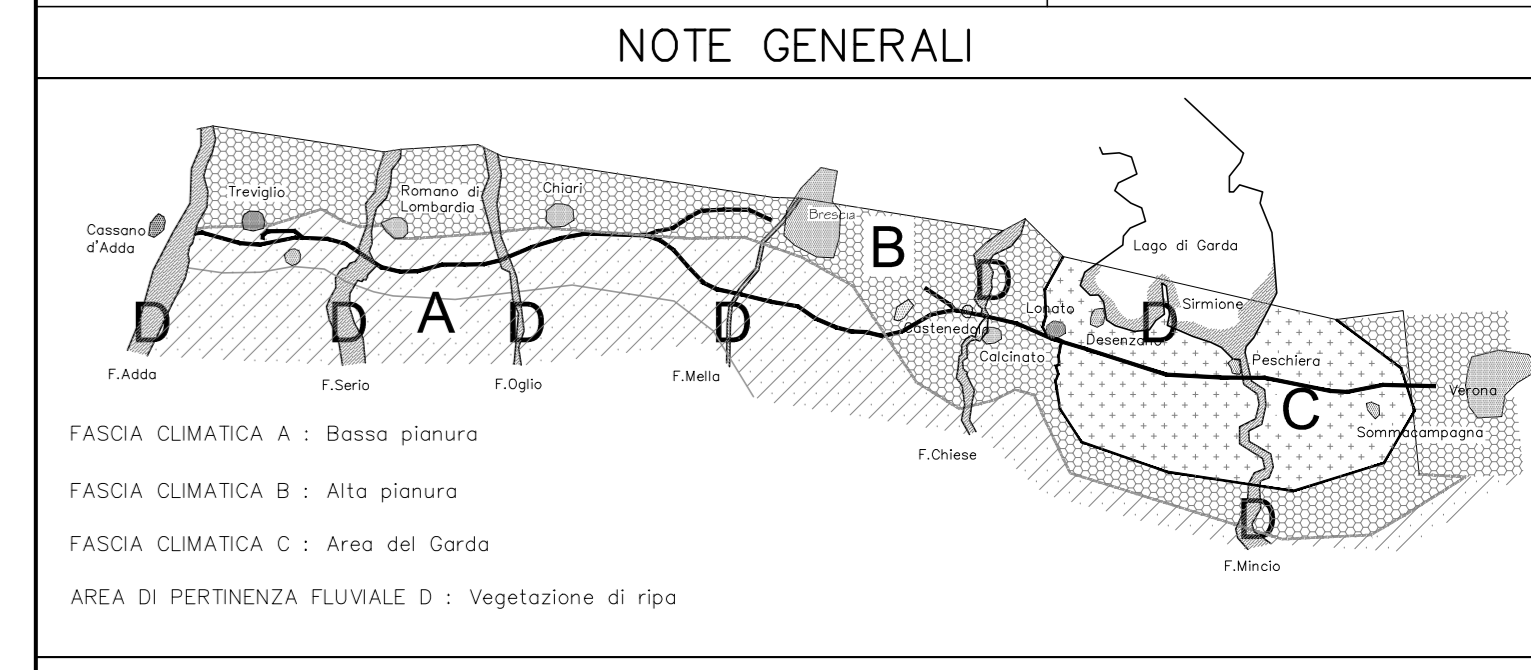 NOTE GENERALI
Treviglio
Romano di
Lombardia
Chiari
Brescia
Cassano
d'Adda
B
Lago di Garda
D
Sirmione
D
Lonato
Desenzano
Castenedolo
Calcinato
Peschiera
D
D
A
D
D
F.Adda
F.Serio
F.Oglio
F.Mella
C
Verona
Sommacampagna
F.Chiese
D
F.Mincio
FASCIA CLIMATICA A : Bassa pianura
FASCIA CLIMATICA B : Alta pianura
FASCIA CLIMATICA C : Area del Garda
AREA DI PERTINENZA FLUVIALE D : Vegetazione di ripa